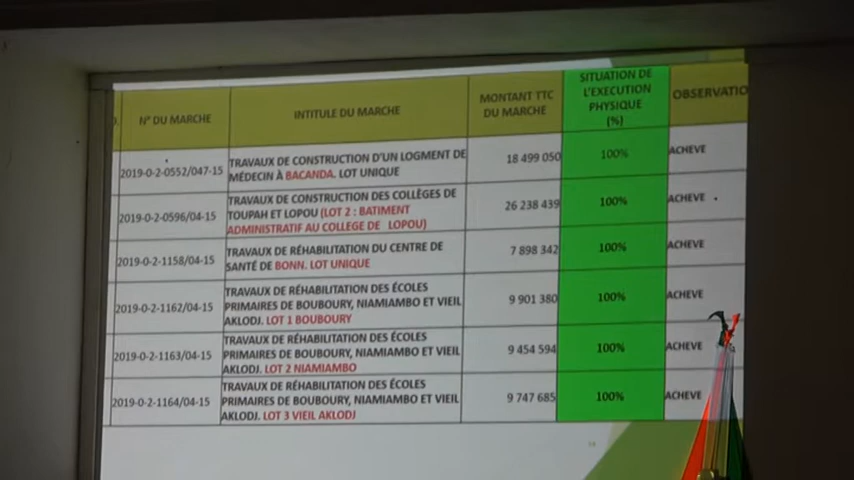 N° DU MARCHE
INTITULE DU MARCHE
MONTANT TTC
DU MARCHE
SITUATION DE
L'EXECUTION
PHYSIQUE
(%)
OBSERVATIO
2019-0-2-0552/047-15
TRAVAUX DE CONSTRUCTION D'UN LOGMENT DE
MÉDECIN À BACANDA. LOT UNIQUE
18 499 050
100%
ACHEVE
2019-0-2-0596/04-15
TRAVAUX DE CONSTRUCTION DES COLLÈGES DE
TOUPAH ET LOPOU (LOT 2 : BATIMENT
ADMINISTRATIF AU COLLEGE DE LOPOU)
26 238 439
100%
ACHEVE
2019-0-2-1158/04-15
TRAVAUX DE RÉHABILITATION DU CENTRE DE
SANTÉ DE BONN. LOT UNIQUE
7 898 342
100%
ACHEVE
2019-0-2-1162/04-15
TRAVAUX DE RÉHABILITATION DES ÉCOLES
PRIMAIRES DE BOUBOURY, NIAMIAMBO ET VIEIL
AKLODJ. LOT 1 BOUBOURY
9 901 380
100%
ACHEVE
2019-0-2-1163/04-15
TRAVAUX DE RÉHABILITATION DES ÉCOLES
PRIMAIRES DE BOUBOURY, NIAMIAMBO ET VIEIL
AKLODJ. LOT 2 NIAMIAMBO
9 454 594
100%
ACHEVE
2019-0-2-1164/04-15
TRAVAUX DE RÉHABILITATION DES ÉCOLES
PRIMAIRES DE BOUBOURY, NIAMIAMBO ET VIEIL
AKLODJ. LOT 3 VIEIL AKLODJ
9 747 685
100%
ACHEVE